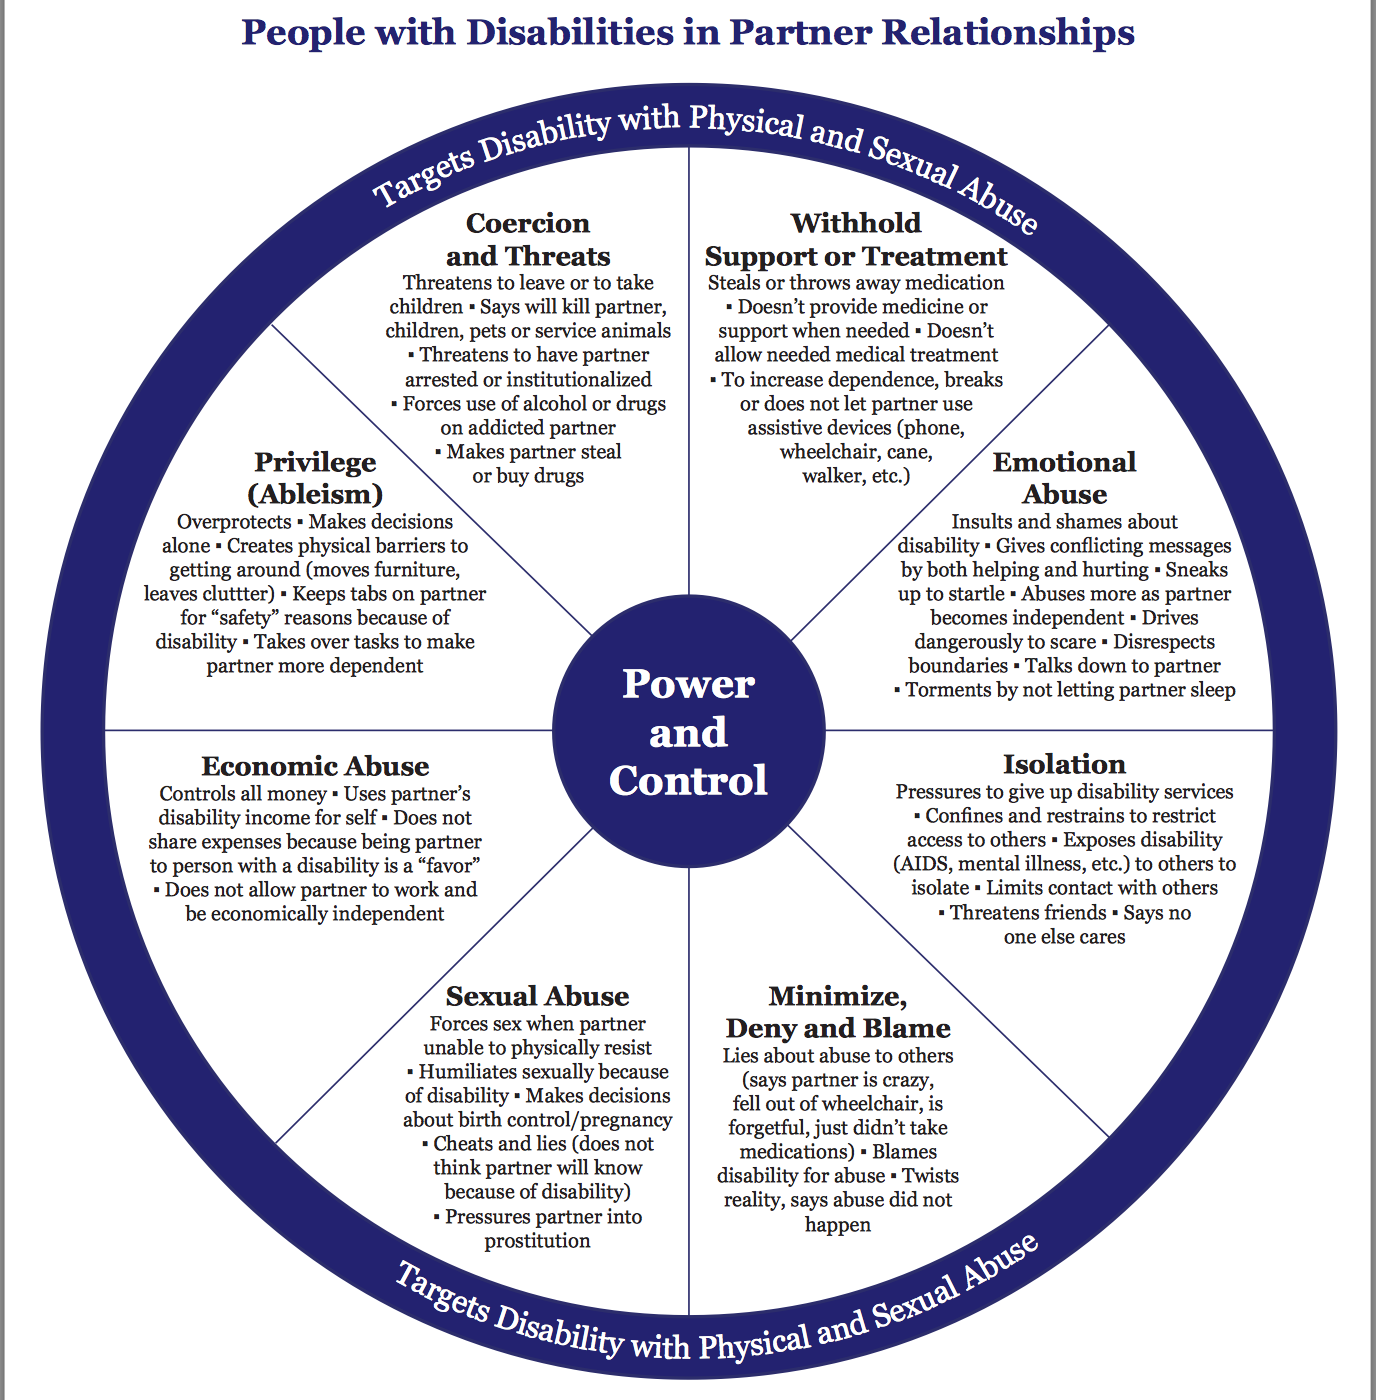 People with Disabilities in Partner Relationships
Targets Disability with Physical and Sexual Abuse
Coercion
and Threats
Threatens to leave or to take
children ▪ Says will kill partner,
children, pets or service animals
▪ Threatens to have partner
arrested or institutionalized
▪ Forces use of alcohol or drugs
on addicted partner
▪ Makes partner steal
or buy drugs
Withhold
Support or Treatment
Steals or throws away medication
▪ Doesn’t provide medicine or
support when needed ▪ Doesn’t
allow needed medical treatment
▪ To increase dependence, breaks
or does not let partner use
assistive devices (phone,
wheelchair, cane,
walker, etc.)
Privilege
(Ableism)
Overprotects ▪ Makes decisions
alone ▪ Creates physical barriers to
getting around (moves furniture,
leaves cluttter) ▪ Keeps tabs on partner
for “safety” reasons because of
disability ▪ Takes over tasks to make
partner more dependent
Emotional
Abuse
Insults and shames about
disability ▪ Gives conflicting messages
by both helping and hurting ▪ Sneaks
up to startle ▪ Abuses more as partner
becomes independent ▪ Drives
dangerously to scare ▪ Disrespects
boundaries ▪ Talks down to partner
▪ Torments by not letting partner sleep
Power
and
Control
Economic Abuse
Controls all money ▪ Uses partner’s
disability income for self ▪ Does not
share expenses because being partner
to person with a disability is a “favor”
▪ Does not allow partner to work and
be economically independent
Isolation
Pressures to give up disability services
▪ Confines and restrains to restrict
access to others ▪ Exposes disability
(AIDS, mental illness, etc.) to others to
isolate ▪ Limits contact with others
▪ Threatens friends ▪ Says no
one else cares
Sexual Abuse
Forces sex when partner
unable to physically resist
▪ Humiliates sexually because
of disability ▪ Makes decisions
about birth control/pregnancy
▪ Cheats and lies (does not
think partner will know
because of disability)
▪ Pressures partner into
prostitution
Minimize,
Deny and Blame
Lies about abuse to others
(says partner is crazy,
fell out of wheelchair, is
forgetful, just didn’t take
medications) ▪ Blames
disability for abuse ▪ Twists
reality, says abuse did not
happen
Targets Disability with Physical and Sexual Abuse